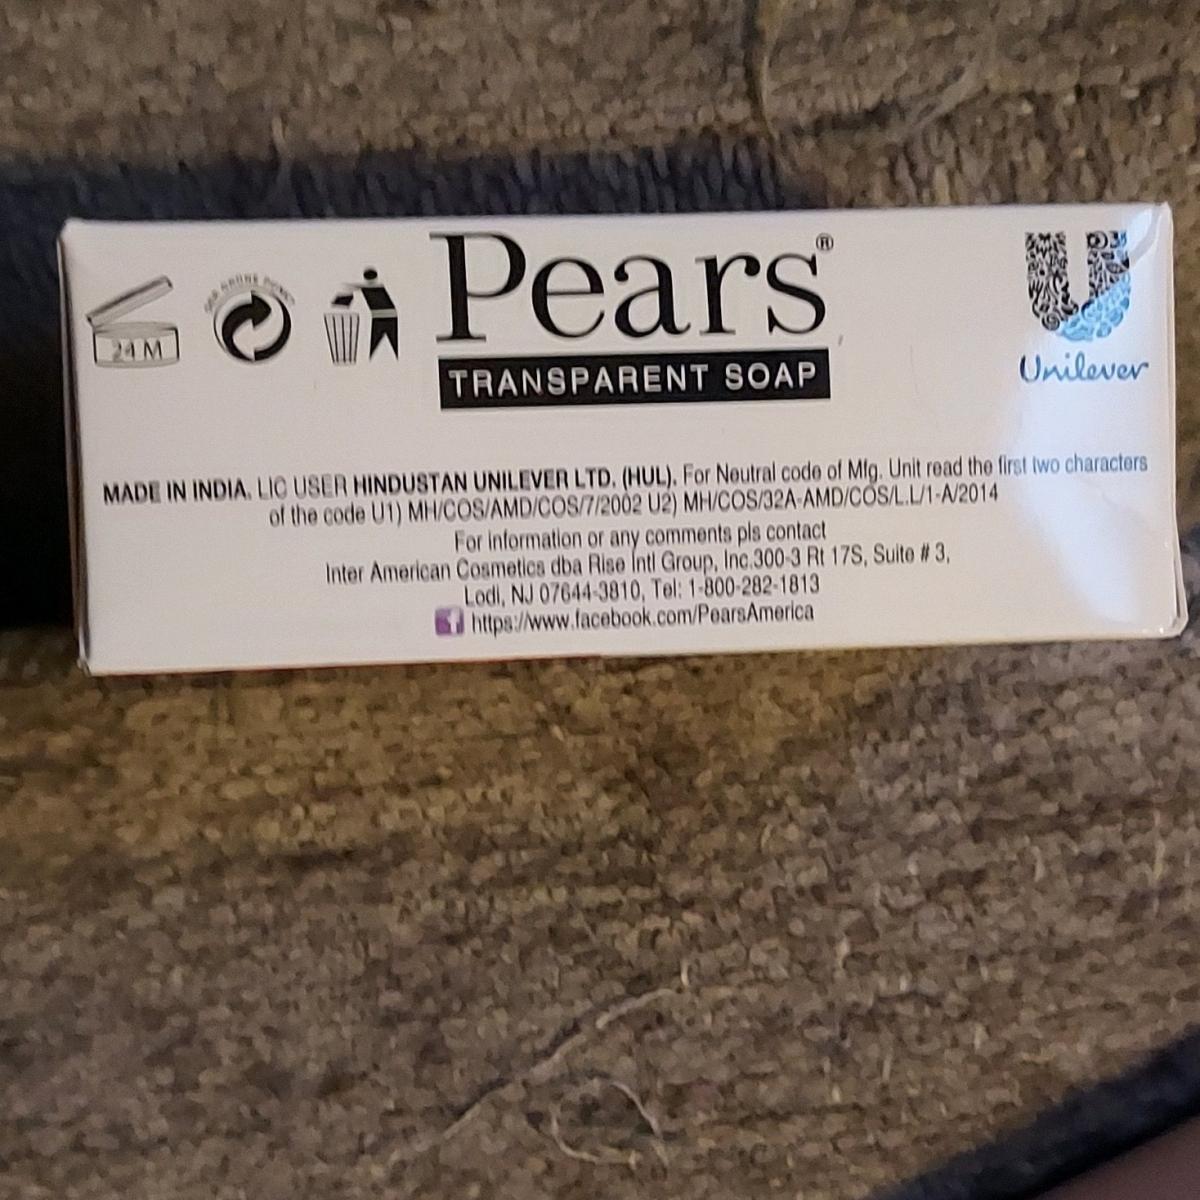 24 M
Pears®
TRANSPARENT SOAP
Unilever
MADE IN INDIA. LIC USER HINDUSTAN UNILEVER LTD. (HUL). For Neutral code of Mfg. Unit read the first two characters
of the code U1) MH/COS/AMD/COS/7/2002 U2) MH/COS/32A-AMD/COS/L.L/1-A/2014
For information or any comments pls contact
Inter American Cosmetics dba Rise Intl Group, Inc.300-3 Rt 17S, Suite # 3,
Lodi, NJ 07644-3810, Tel: 1-800-282-1813
f https://www.facebook.com/PearsAmerica